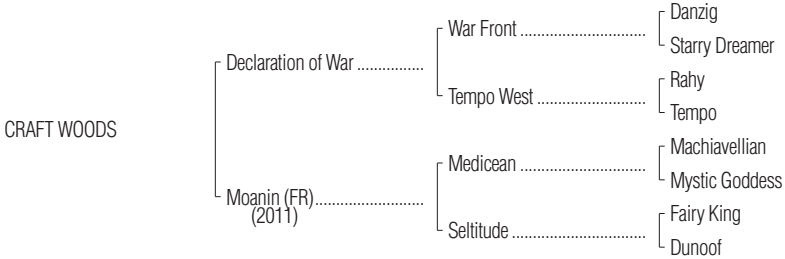 Danzig
War Front ................................
Starry Dreamer
Declaration of War ................
Rahy
Tempo West ...........................
Tempo
CRAFT WOODS
Machiavellian
Medicean ................................
Mystic Goddess
Moanin (FR)..........................
(2011)
Fairy King
Seltitude .................................
Dunoof